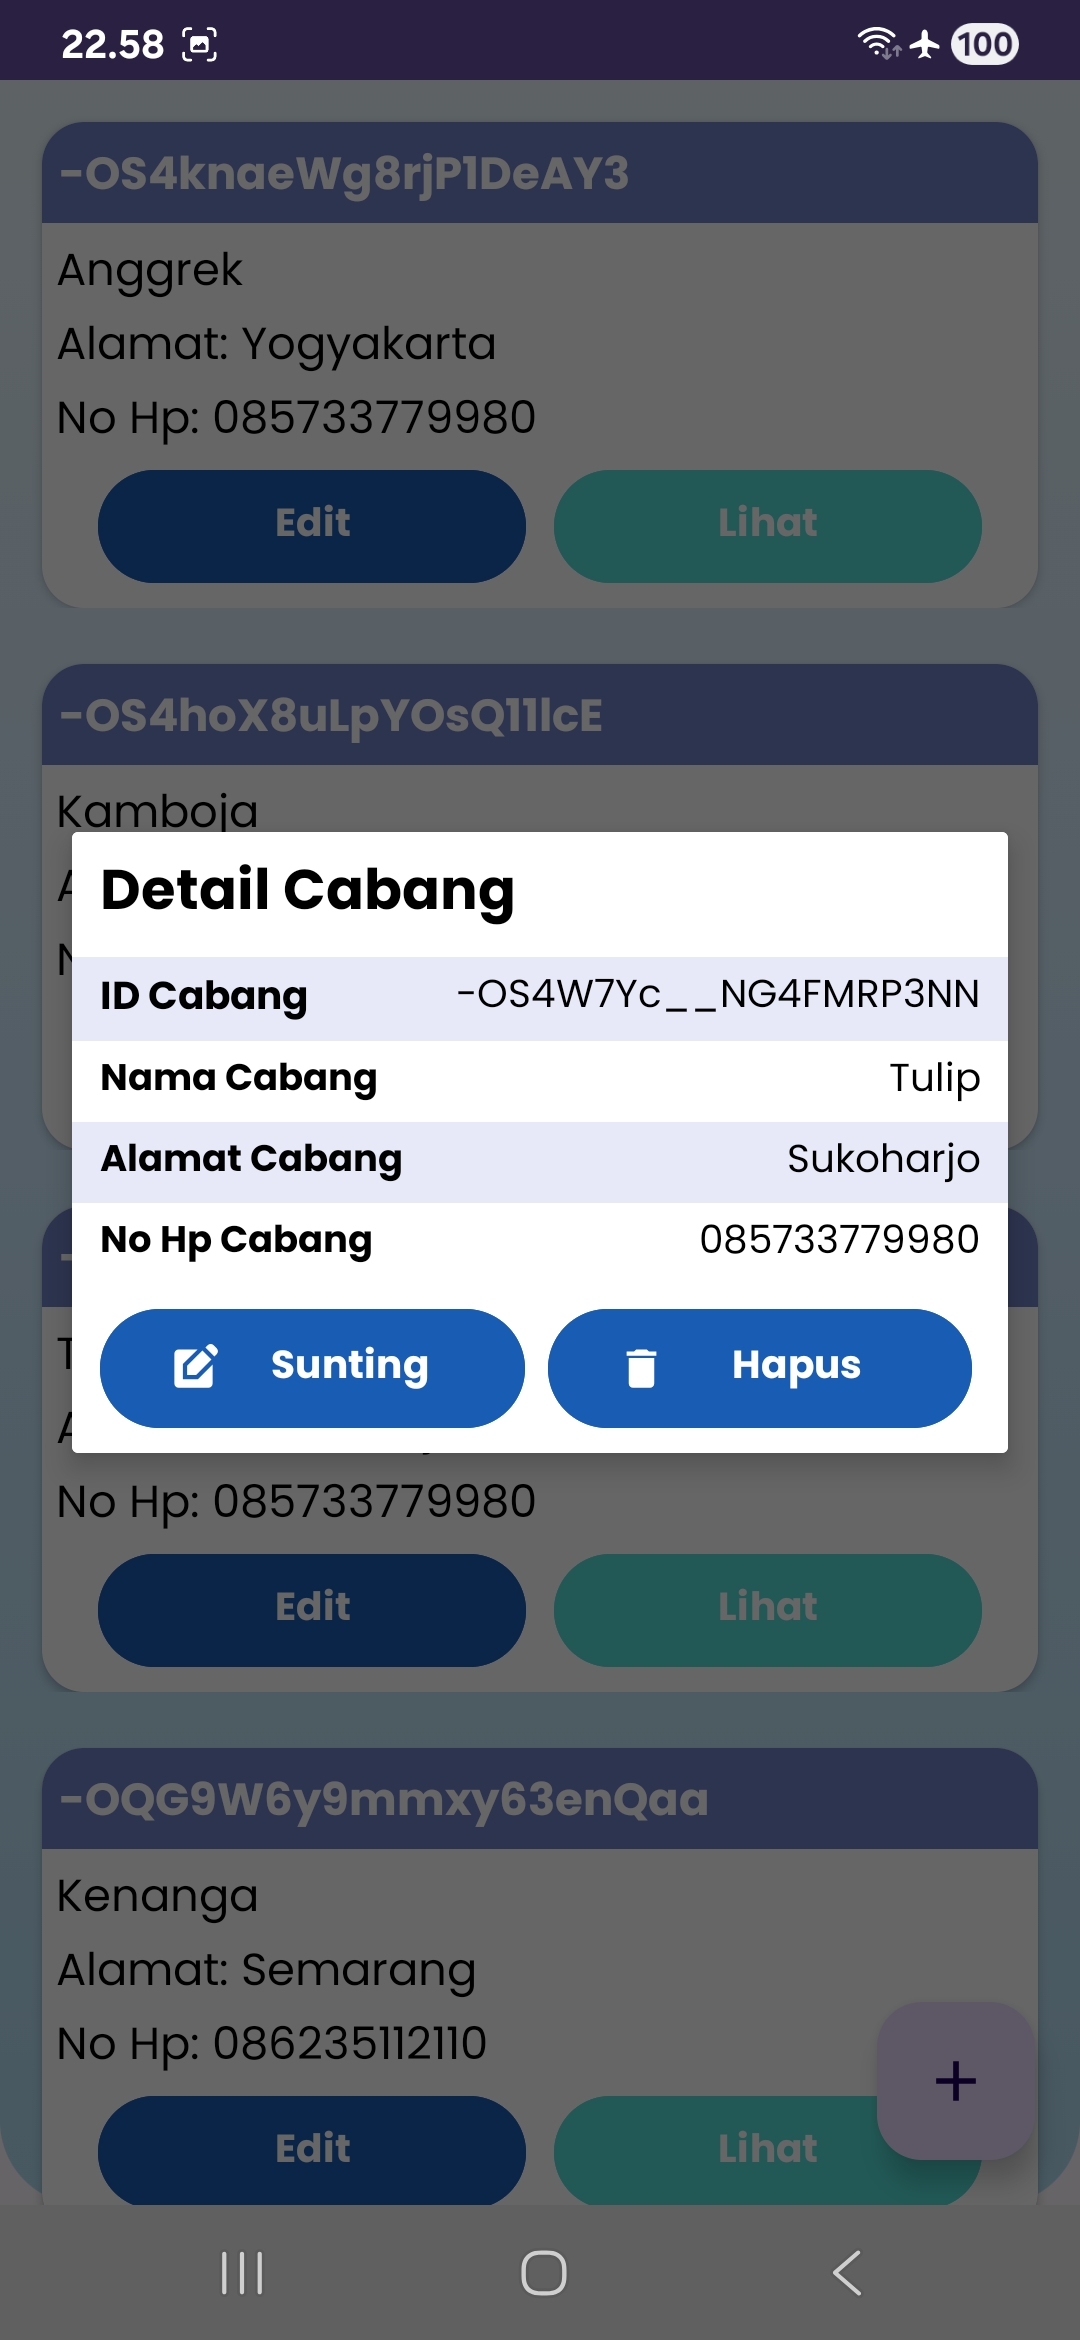 22.58
100
-OS4knaeWg8rjP1DeAY3
Anggrek
Alamat: Yogyakarta
No Hp: 085733779980
Edit Lihat
-OS4hoX8uLpYOsQ11lcE
Kamboja
Detail Cabang
ID Cabang -OS4W7Yc__NG4FMRP3NN
Nama Cabang Tulip
Alamat Cabang Sukoharjo
No Hp Cabang 085733779980
Sunting Hapus
No Hp: 085733779980
Edit Lihat
-OQG9W6y9mmxy63enQaa
Kenanga
Alamat: Semarang
No Hp: 086235112110
Edit Lihat
+